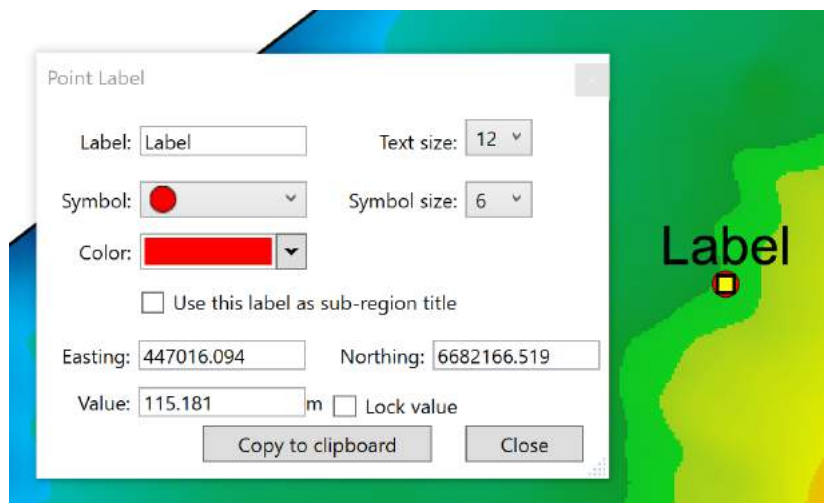 Point Label
Label: Label Text size: 12
Symbol: Symbol size: 6
Color:
Use this label as sub-region title
Easting: 447016.094 Northing: 6682166.519
Value: 115.181 m Lock value
Copy to clipboard Close
Label